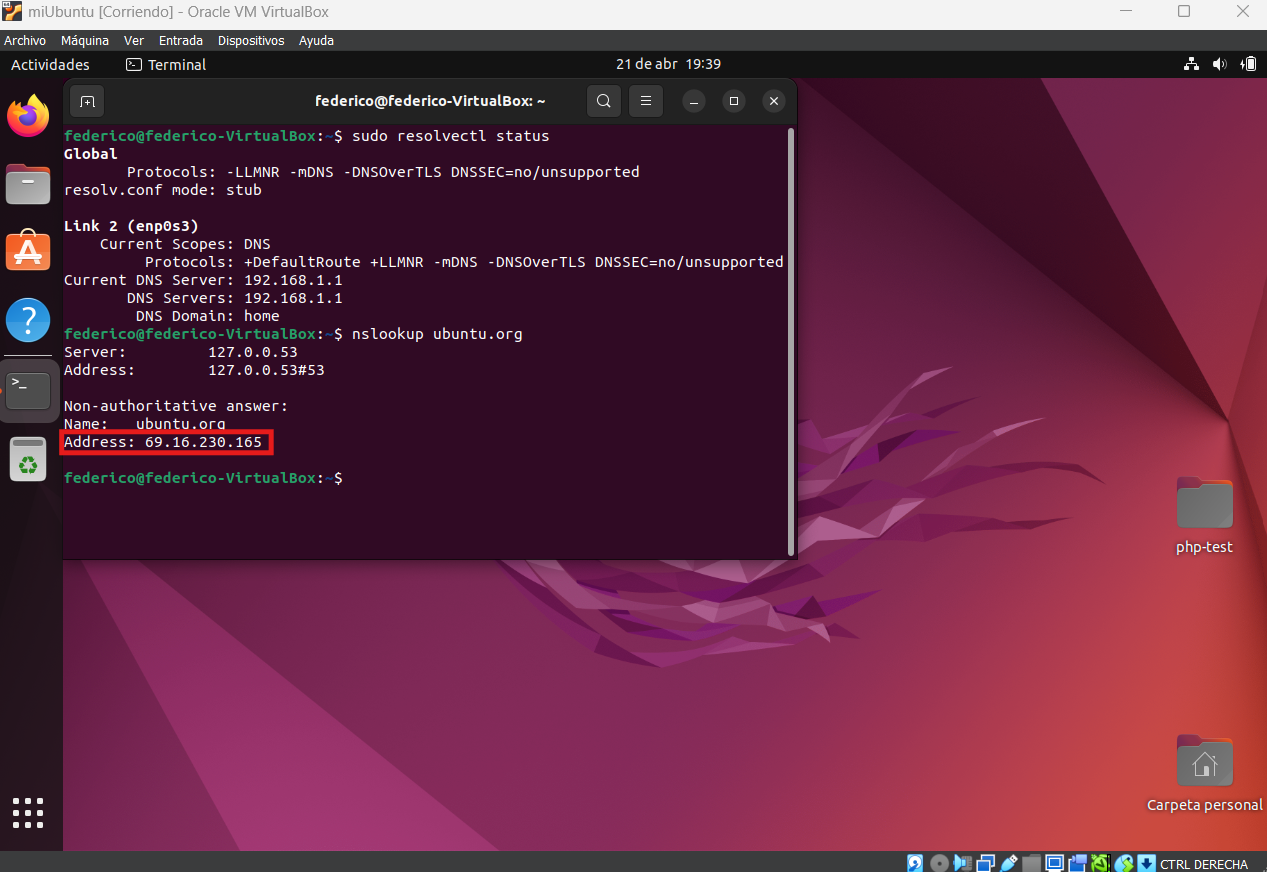 miUbuntu [Corriendo] - Oracle VM VirtualBox
Archivo Máquina Ver Entrada Dispositivos Ayuda
Actividades Terminal 21 de abr 19:39
federico@federico-VirtualBox: ~
federico@federico-VirtualBox:~$ sudo resolvectl status
Global
Protocols: -LLMNR -mDNS -DNSOverTLS DNSSEC=no/unsupported
resolv.conf mode: stub
Link 2 (enp0s3)
Current Scopes: DNS
Protocols: +DefaultRoute +LLMNR -mDNS -DNSOverTLS DNSSEC=no/unsupported
Current DNS Server: 192.168.1.1
DNS Servers: 192.168.1.1
DNS Domain: home
federico@federico-VirtualBox:~$ nslookup ubuntu.org
Server: 127.0.0.53
Address: 127.0.0.53#53
Non-authoritative answer:
Name: ubuntu.org
Address: 69.16.230.165
federico@federico-VirtualBox:~$
php-test
Carpeta personal
CTRL DERECHA